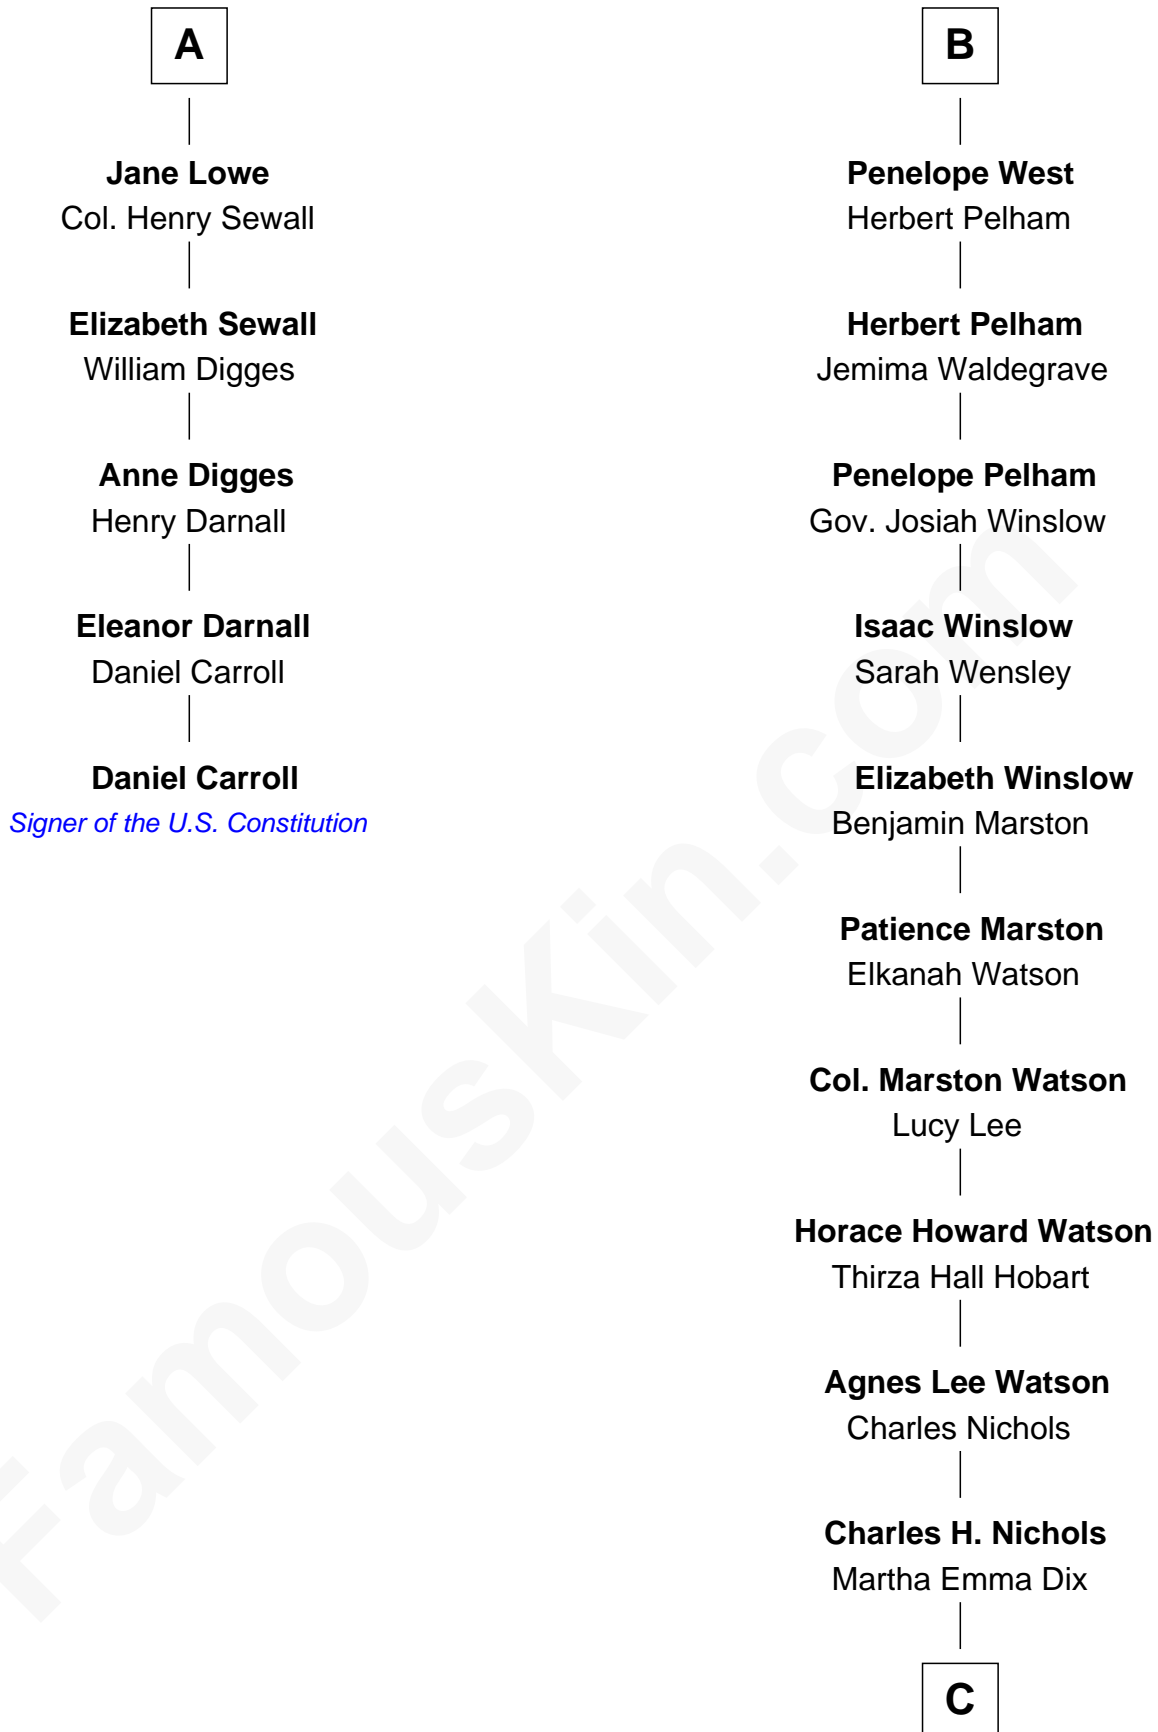 A
Jane Lowe
Col. Henry Sewall
Elizabeth Sewall
William Digges
Anne Digges
Henry Darnall
Eleanor Darnall
Daniel Carroll
Daniel Carroll
Signer of the U.S. Constitution
B
Penelope West
Herbert Pelham
Herbert Pelham
Jemima Waldegrave
Penelope Pelham
Gov. Josiah Winslow
Isaac Winslow
Sarah Wensley
Elizabeth Winslow
Benjamin Marston
Patience Marston
Elkanah Watson
Col. Marston Watson
Lucy Lee
Horace Howard Watson
Thirza Hall Hobart
Agnes Lee Watson
Charles Nichols
Charles H. Nichols
Martha Emma Dix
C
FamousKin.com